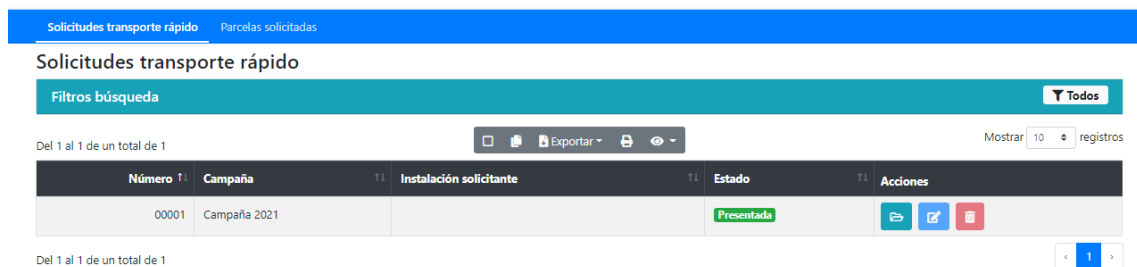 Solicitudes transporte rápido Parcelas solicitadas
Solicitudes transporte rápido
Filtros búsqueda Todos
Del 1 al 1 de un total de 1 Exportar Mostrar 10 registros
Número Campaña Instalación solicitante Estado Acciones
00001 Campaña 2021 Presentada
Del 1 al 1 de un total de 1 ‹ 1 ›